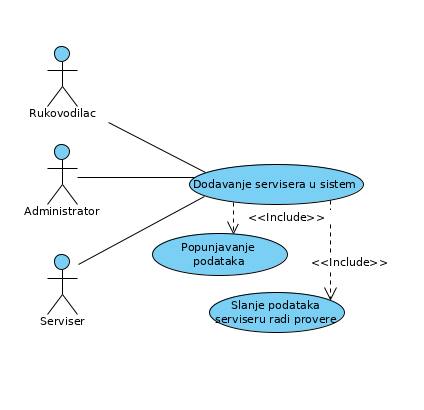 Rukovodilac
Administrator
Serviser
Dodavanje servisera u sistem
<<Include>>
Popunjavanje
podataka
<<Include>>
Slanje podataka
serviseru radi provere